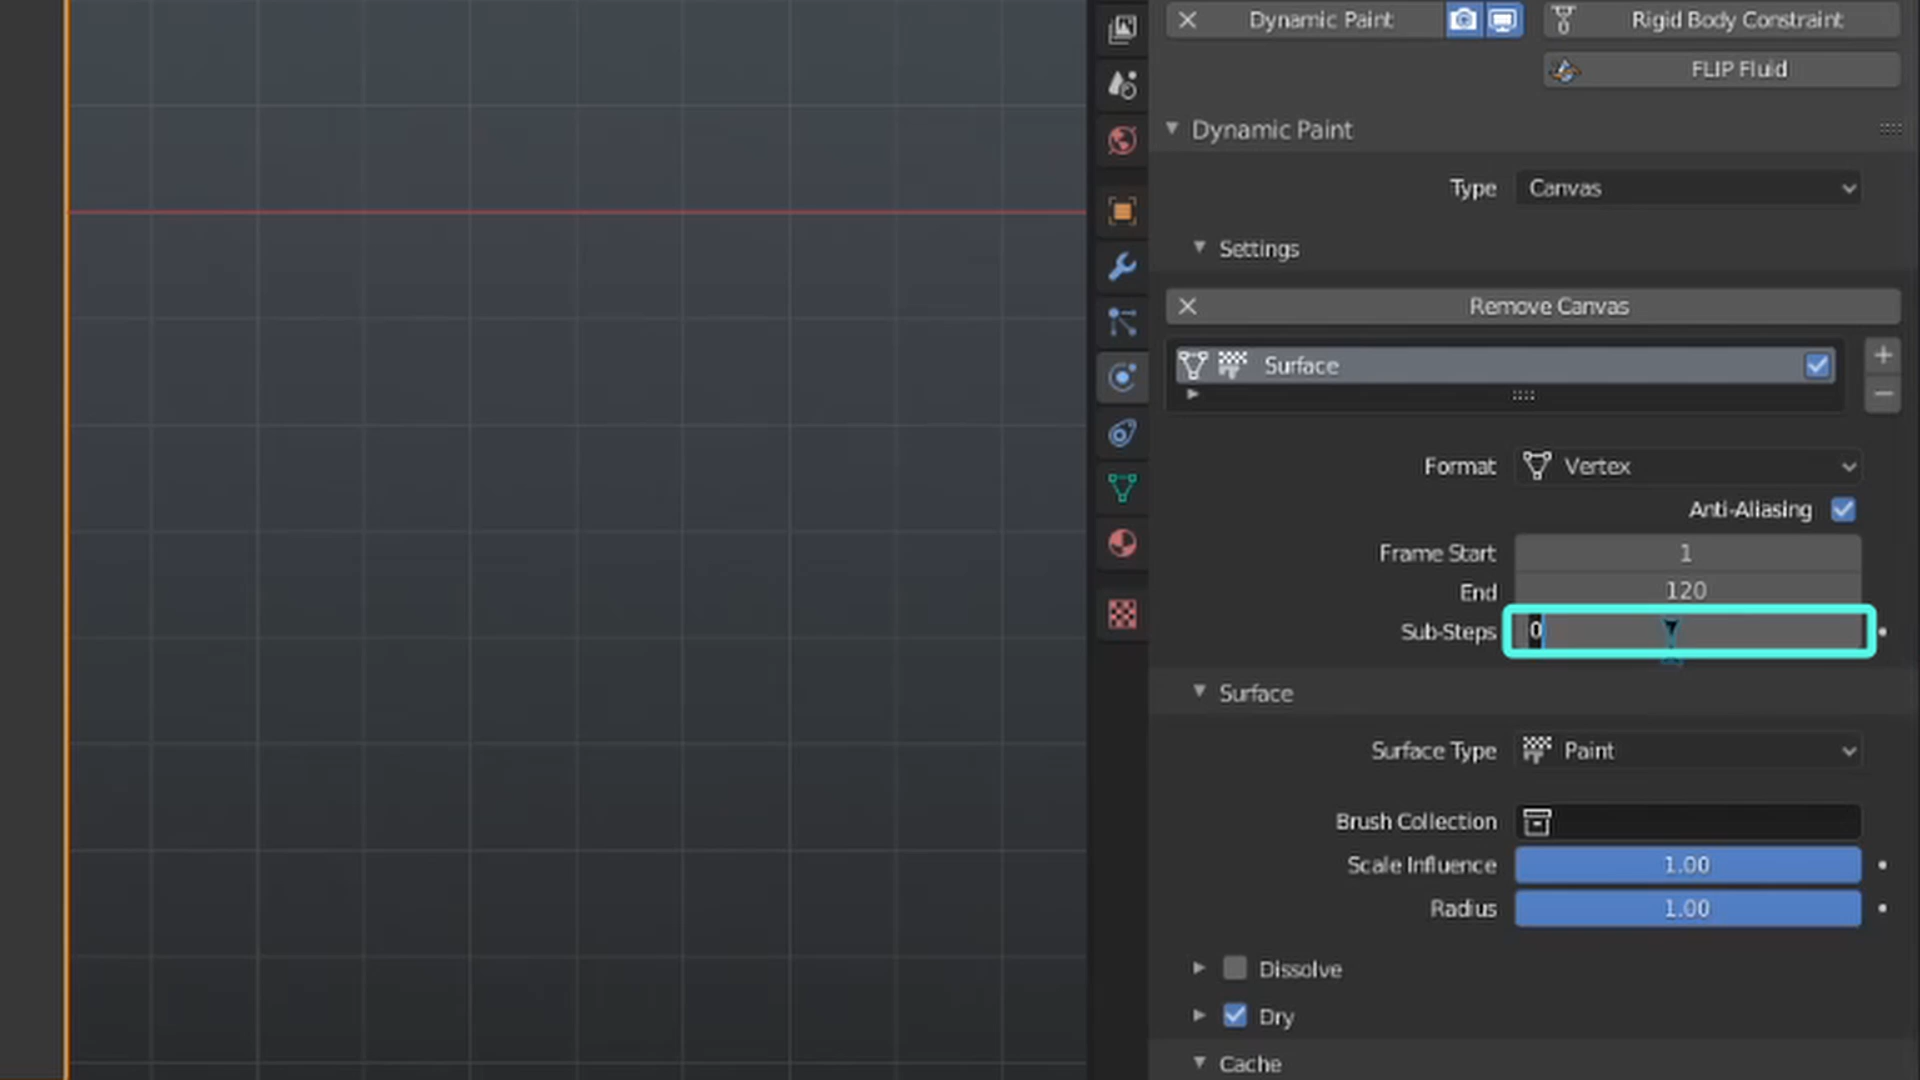 Dynamic Paint
Rigid Body Constraint
FLIP Fluid
Dynamic Paint
Type Canvas
Settings
Remove Canvas
Surface
Format Vertex
Anti-Aliasing
Frame Start 1
End 120
Sub-Steps 0
Surface
Surface Type Paint
Brush Collection
Scale Influence 1.00
Radius 1.00
Dissolve
Dry
Cache